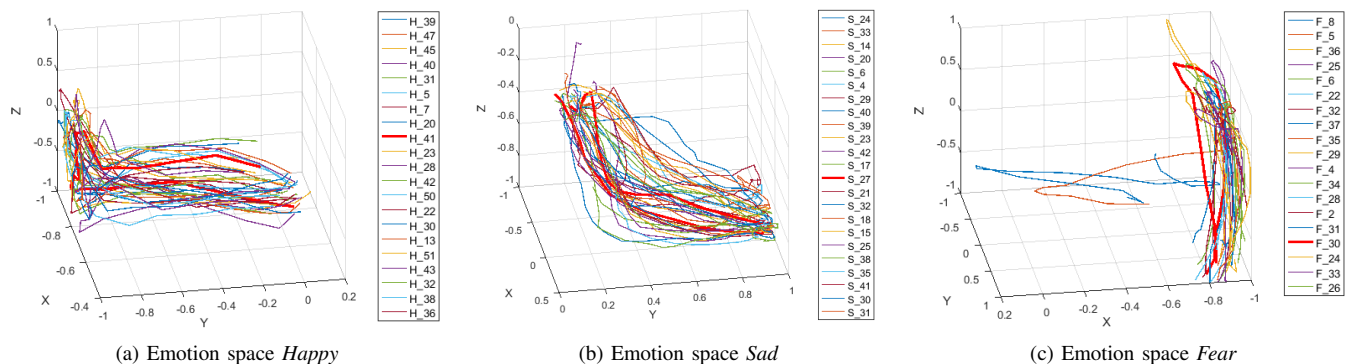 1
0.5
0
-0.5
-1
Z
-1
-0.8
-0.6
-0.4
X
-1
-0.8
-0.6
-0.4
-0.2
0
0.2
Y
H_39
H_47
H_45
H_40
H_31
H_5
H_7
H_20
H_41
H_23
H_28
H_42
H_50
H_22
H_30
H_13
H_51
H_43
H_32
H_38
H_36
(a) Emotion space Happy
0
-0.2
-0.4
-0.6
-0.8
-1
Z
-1
-0.5
0
0.5
X
0
0.2
0.4
0.6
0.8
1
Y
S_24
S_33
S_14
S_20
S_6
S_4
S_29
S_40
S_39
S_23
S_42
S_17
S_27
S_21
S_32
S_18
S_15
S_25
S_38
S_35
S_41
S_30
S_31
(b) Emotion space Sad
1
0.5
0
-0.5
-1
Z
-1
-0.5
0
0.5
1
Y
0.2
0
-0.2
-0.4
-0.6
-0.8
-1
X
F_8
F_5
F_36
F_25
F_6
F_22
F_32
F_37
F_35
F_29
F_4
F_34
F_28
F_2
F_31
F_30
F_24
F_33
F_26
(c) Emotion space Fear